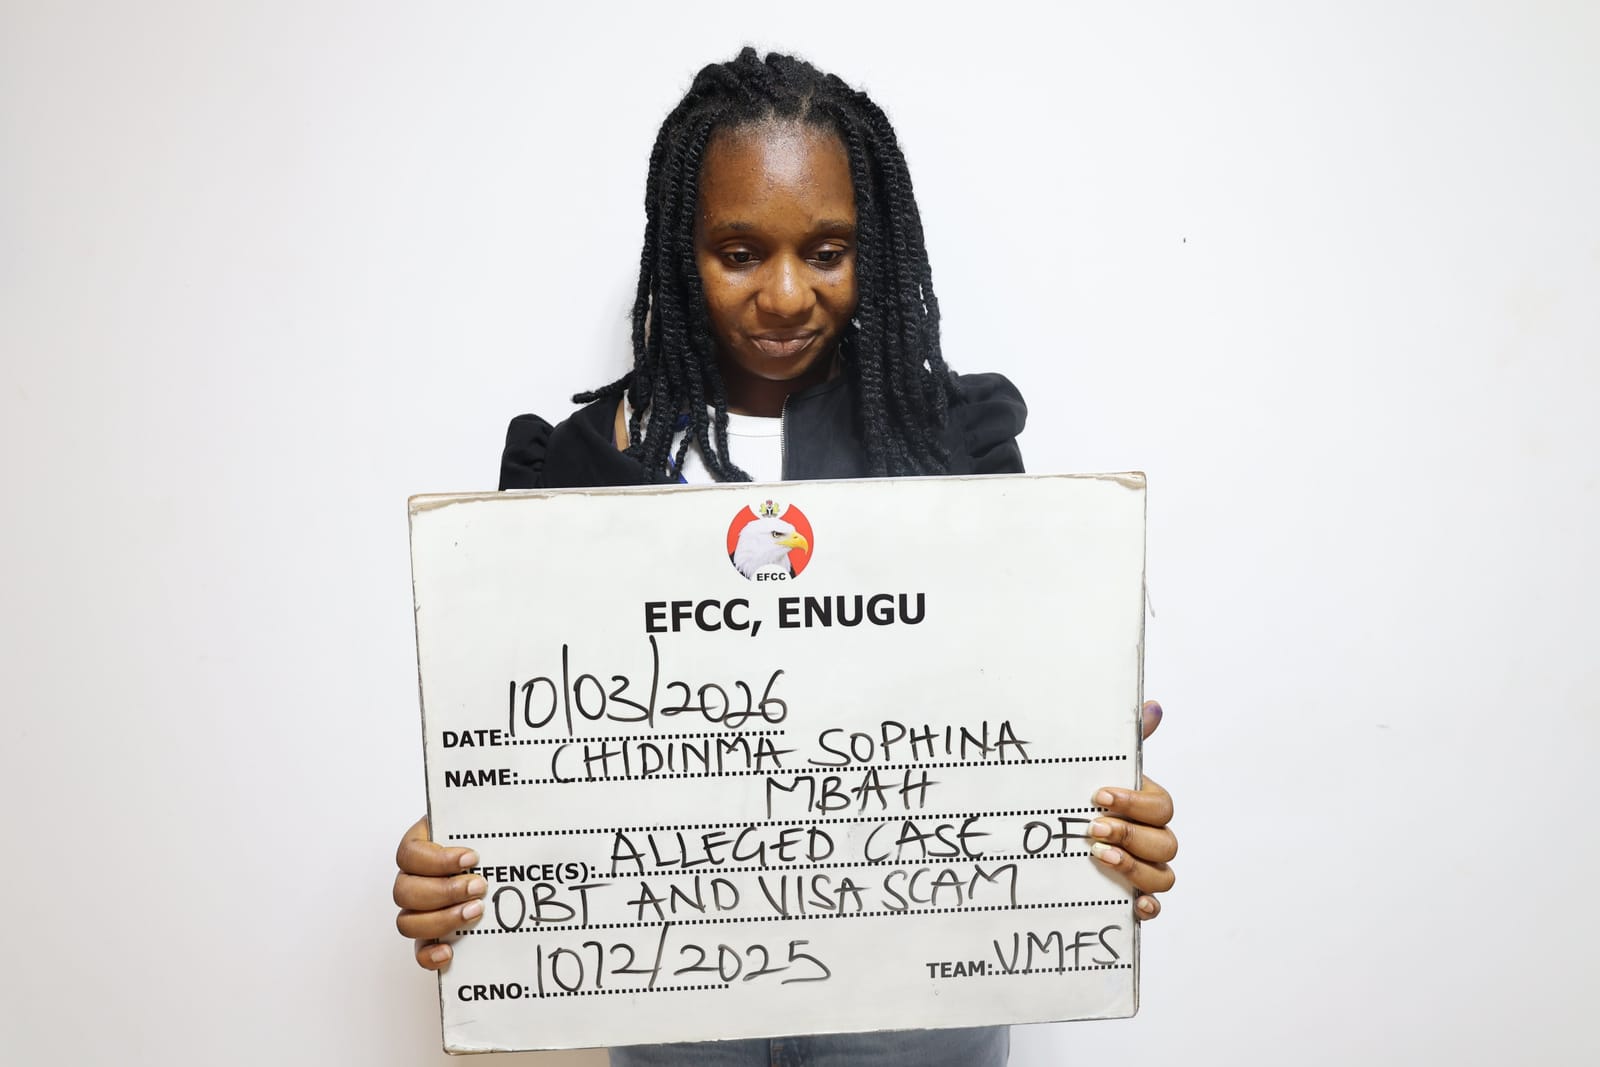 EFCC
EFCC, ENUGU
DATE: 10/03/2026
NAME: CHIDINMA SOPHINA
MBAH
FFENCE(S): ALLEGED CASE OF
OBT AND VISA SCAM
CRNO: 1072/2025 TEAM: VMFS